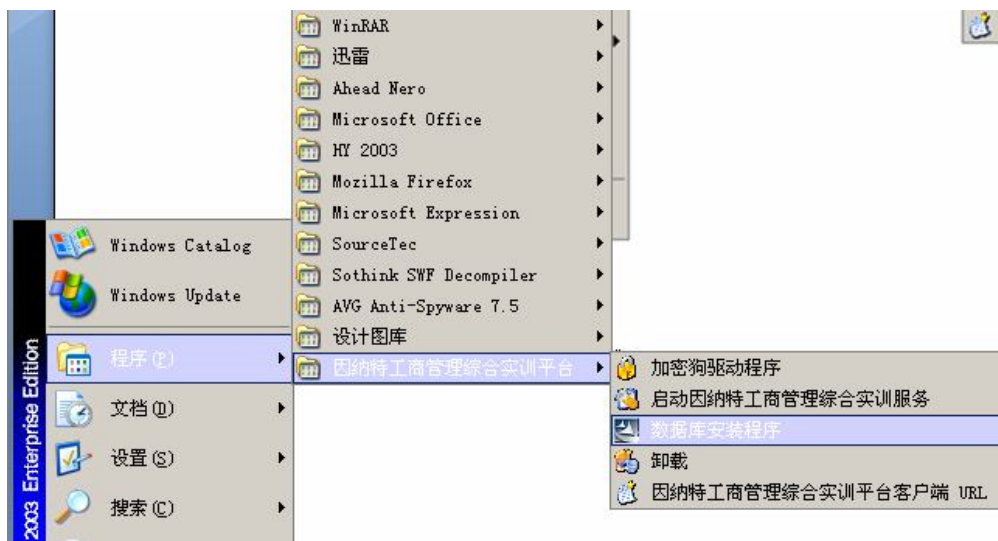 WinRAR
迅雷
Ahead Nero
Microsoft Office
HY 2003
Mozilla Firefox
Microsoft Expression
SourceTec
Sothink SWF Decompiler
AVG Anti-Spyware 7.5
设计图库
因纳特工商管理综合实训平台
Windows Catalog
Windows Update
程序(P)
文档(D)
设置(S)
搜索(C)
2003 Enterprise Edition
加密狗驱动程序
启动因纳特工商管理综合实训服务
数据库安装程序
卸载
因纳特工商管理综合实训平台客户端 URL